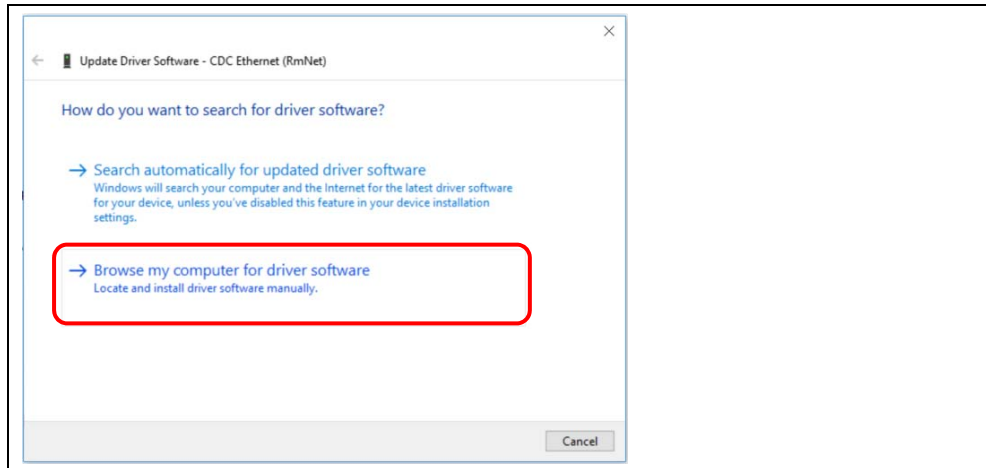 Update Driver Software - CDC Ethernet (RmNet)
How do you want to search for driver software?
Search automatically for updated driver software
Windows will search your computer and the Internet for the latest driver software
for your device, unless you've disabled this feature in your device installation
settings.
Browse my computer for driver software
Locate and install driver software manually.
Cancel